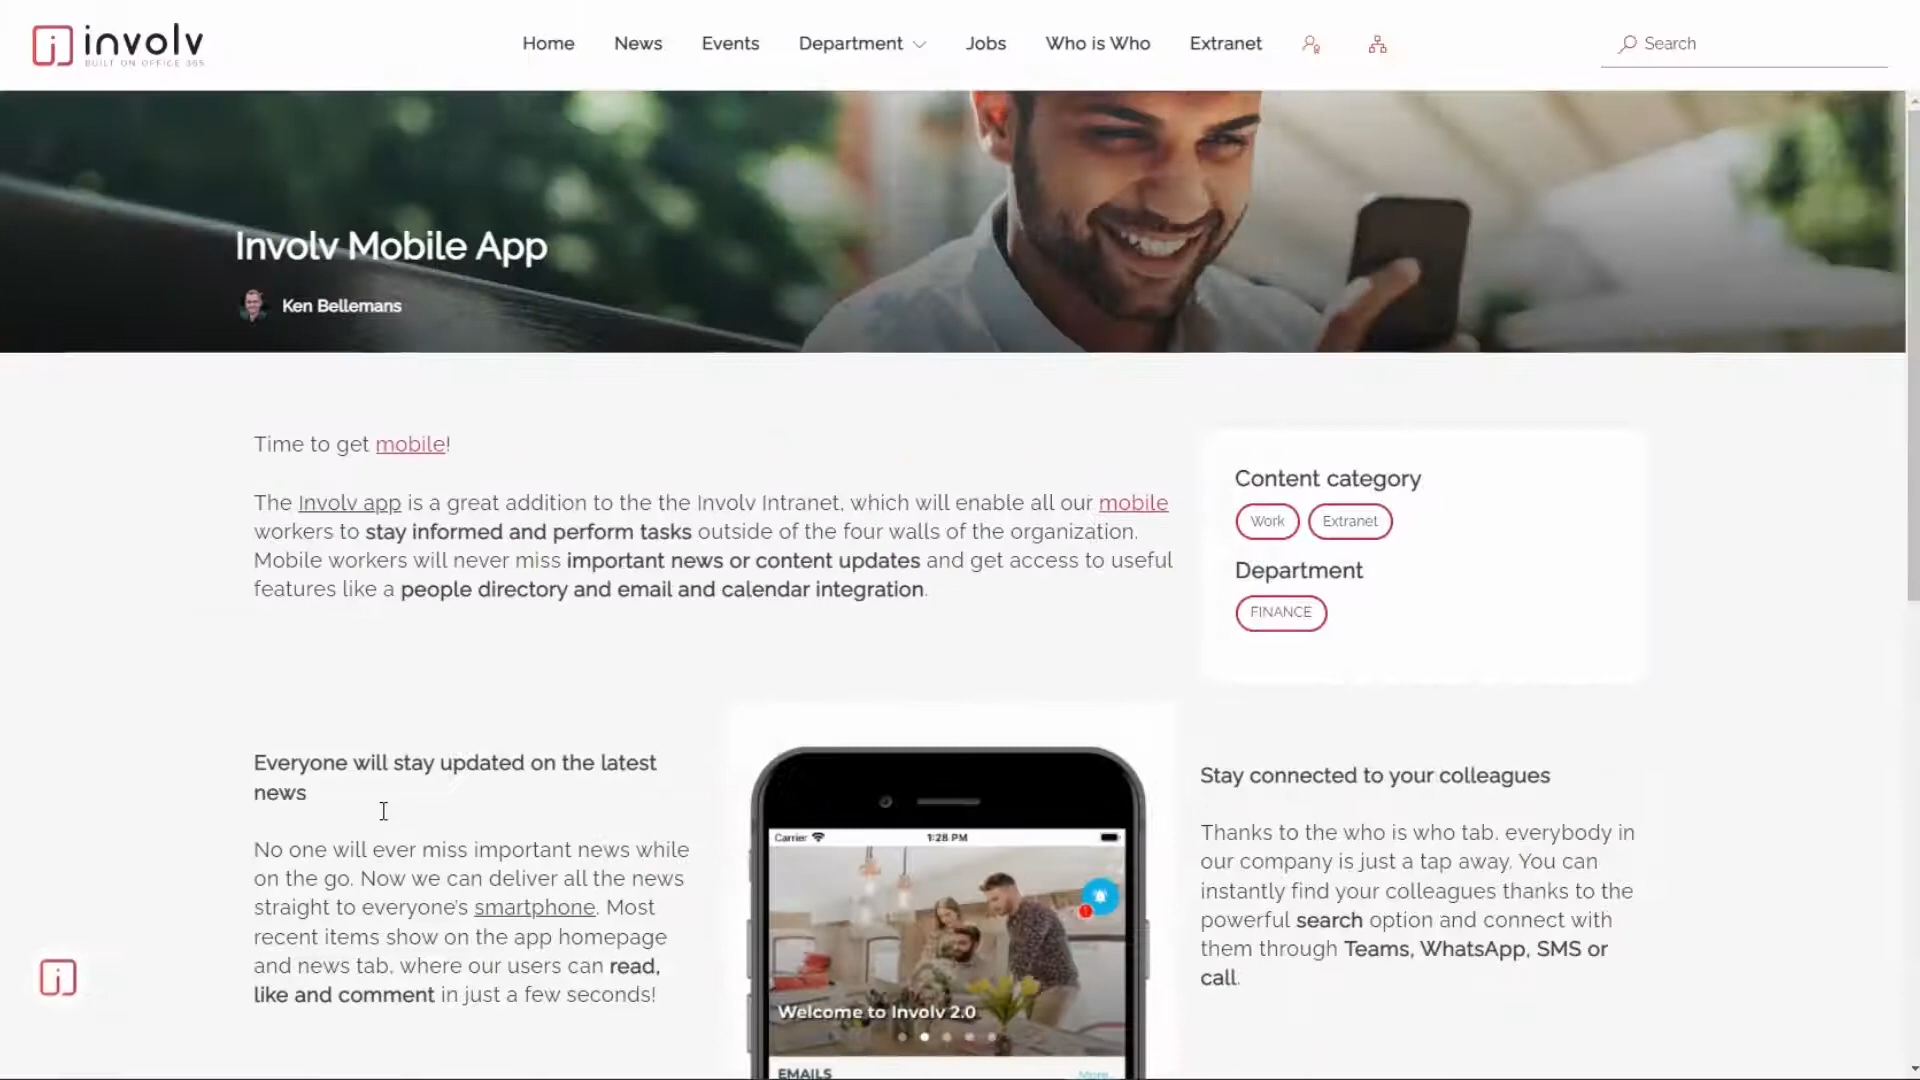 involv
BUILT ON OFFICE 365
Home
News
Events
Department
Jobs
Who is Who
Extranet
Search
Involv Mobile App
Ken Bellemans
Time to get mobile!
The Involv app is a great addition to the the Involv Intranet, which will enable all our mobile
workers to stay informed and perform tasks outside of the four walls of the organization.
Mobile workers will never miss important news or content updates and get access to useful
features like a people directory and email and calendar integration.
Content category
Work
Extranet
Department
FINANCE
Everyone will stay updated on the latest
news
No one will ever miss important news while
on the go. Now we can deliver all the news
straight to everyone's smartphone. Most
recent items show on the app homepage
and news tab, where our users can read,
like and comment in just a few seconds!
Carrier
1:28 PM
Welcome to Involv 2.0
EMAILS
More...
Stay connected to your colleagues
Thanks to the who is who tab, everybody in
our company is just a tap away. You can
instantly find your colleagues thanks to the
powerful search option and connect with
them through Teams, WhatsApp, SMS or
call.